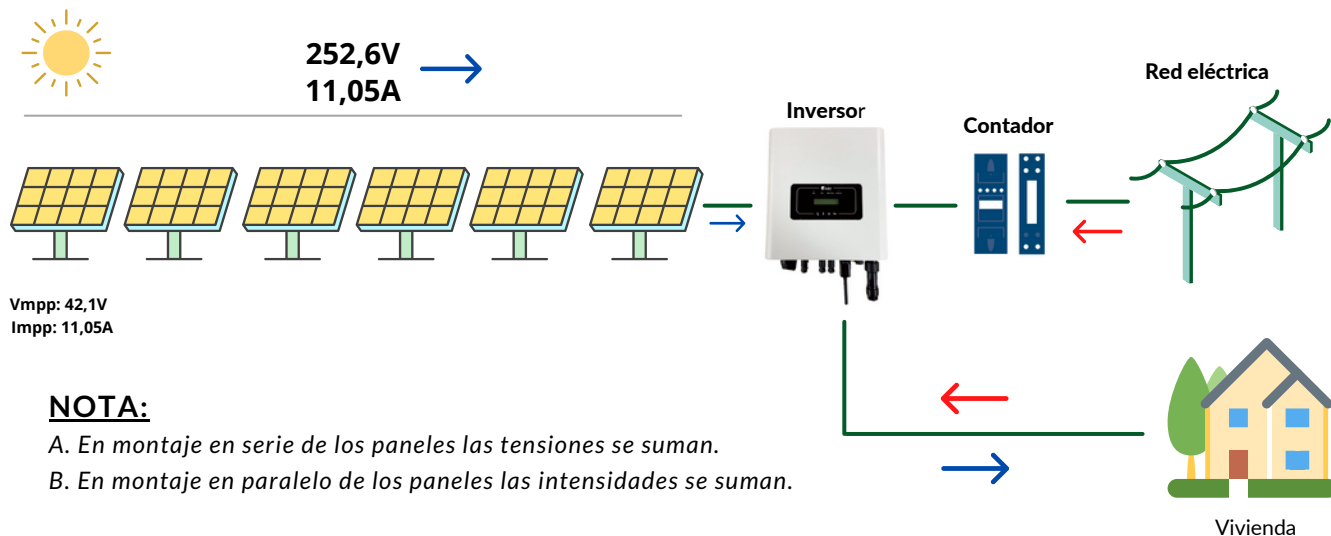 252,6V
11,05A
Red eléctrica
Inversor
Contador
Vmpp: 42,1V
Impp: 11,05A
NOTA:
A. En montaje en serie de los paneles las tensiones se suman.
B. En montaje en paralelo de los paneles las intensidades se suman.
Vivienda